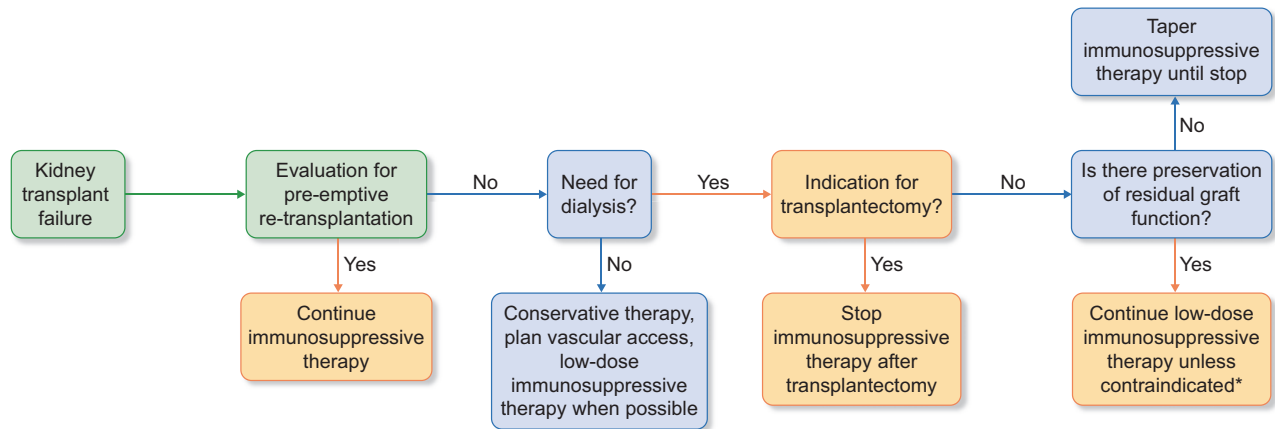 Kidney
transplant
failure
Evaluation for
pre-emptive
re-transplantation
No
Need for
dialysis?
Yes
Indication for
transplantectomy?
No
Is there preservation
of residual graft
function?
No
Taper
immunosuppressive
therapy until stop
Yes
Continue
immunosuppressive
therapy
No
Conservative therapy,
plan vascular access,
low-dose
immunosuppressive
therapy when possible
Yes
Stop
immunosuppressive
therapy after
transplantectomy
Yes
Continue low-dose
immunosuppressive
therapy unless
contraindicated*